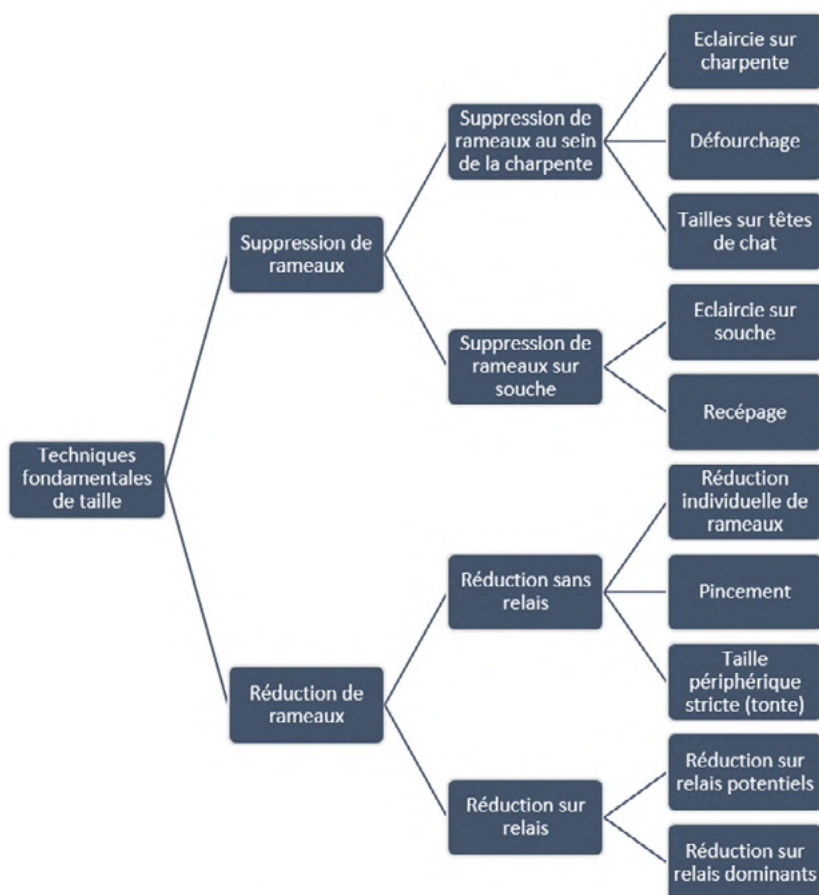 Techniques
fondamentales
de taille
Suppression de
rameaux
Suppression de
rameaux au sein
de la charpente
Eclaircie sur
charpente
Défourchage
Tailles sur têtes
de chat
Suppression de
rameaux sur
souche
Eclaircie sur
souche
Recépage
Réduction de
rameaux
Réduction sans
relais
Réduction
individuelle de
rameaux
Pincement
Taille
périphérique
stricte (tonte)
Réduction sur
relais
Réduction sur
relais potentiels
Réduction sur
relais dominants